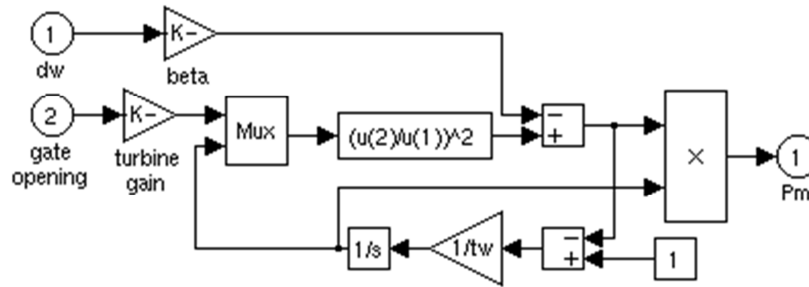 1
dw
K-
beta
2
gate
opening
K-
turbine
gain
Mux
(u(2)/u(1))^2
-
+
×
1
Pm
1/s
1/tw
-
+
1